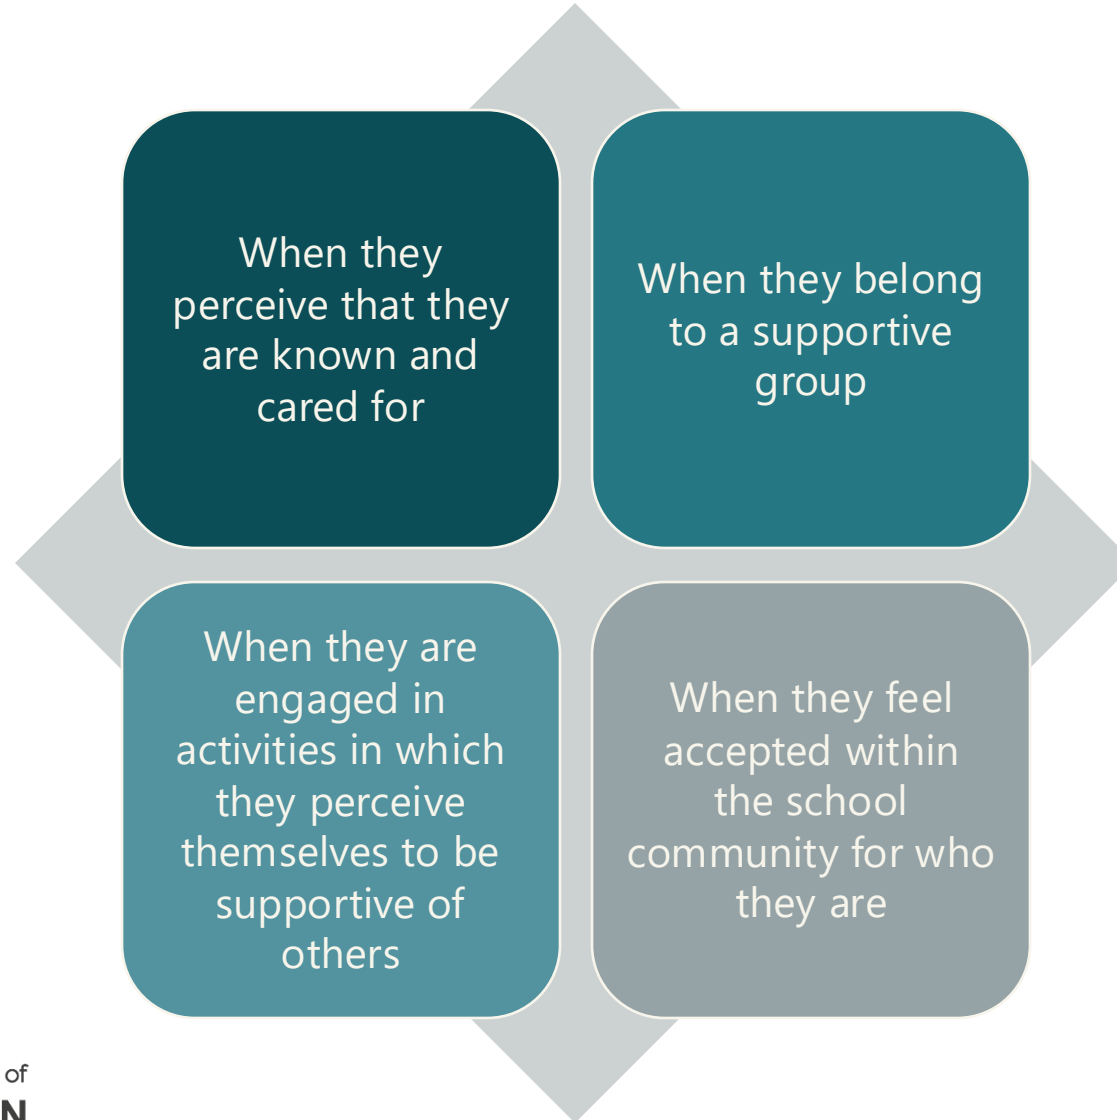 When they
perceive that they
are known and
cared for
When they belong
to a supportive
group
When they are
engaged in
activities in which
they perceive
themselves to be
supportive of
others
When they feel
accepted within
the school
community for who
they are
of
N